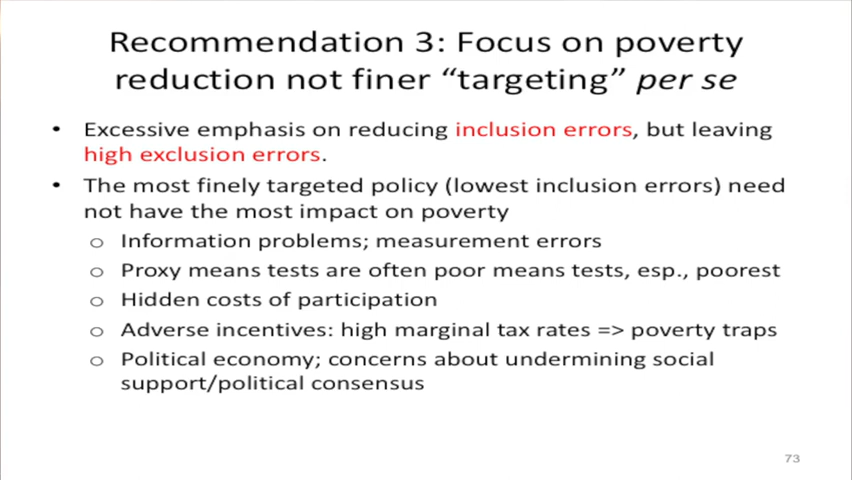 Recommendation 3: Focus on poverty
reduction not finer “targeting” per se
• Excessive emphasis on reducing inclusion errors, but leaving
high exclusion errors.
• The most finely targeted policy (lowest inclusion errors) need
not have the most impact on poverty
o Information problems; measurement errors
o Proxy means tests are often poor means tests, esp., poorest
o Hidden costs of participation
o Adverse incentives: high marginal tax rates => poverty traps
o Political economy; concerns about undermining social
support/political consensus
73